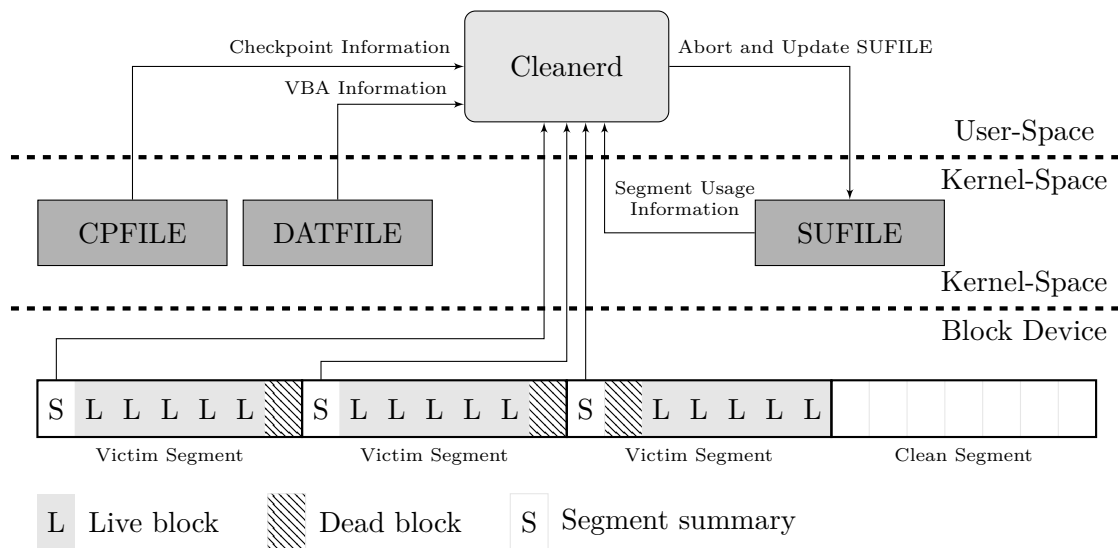 Checkpoint Information
VBA Information
Cleanerd
Abort and Update SUFILE
User-Space
Kernel-Space
Segment Usage
Information
CPFILE
DATFILE
SUFILE
Kernel-Space
Block Device
S L L L L L S L L L L L S L L L L L
Victim Segment
Victim Segment
Victim Segment
Clean Segment
L Live block
Dead block
S Segment summary